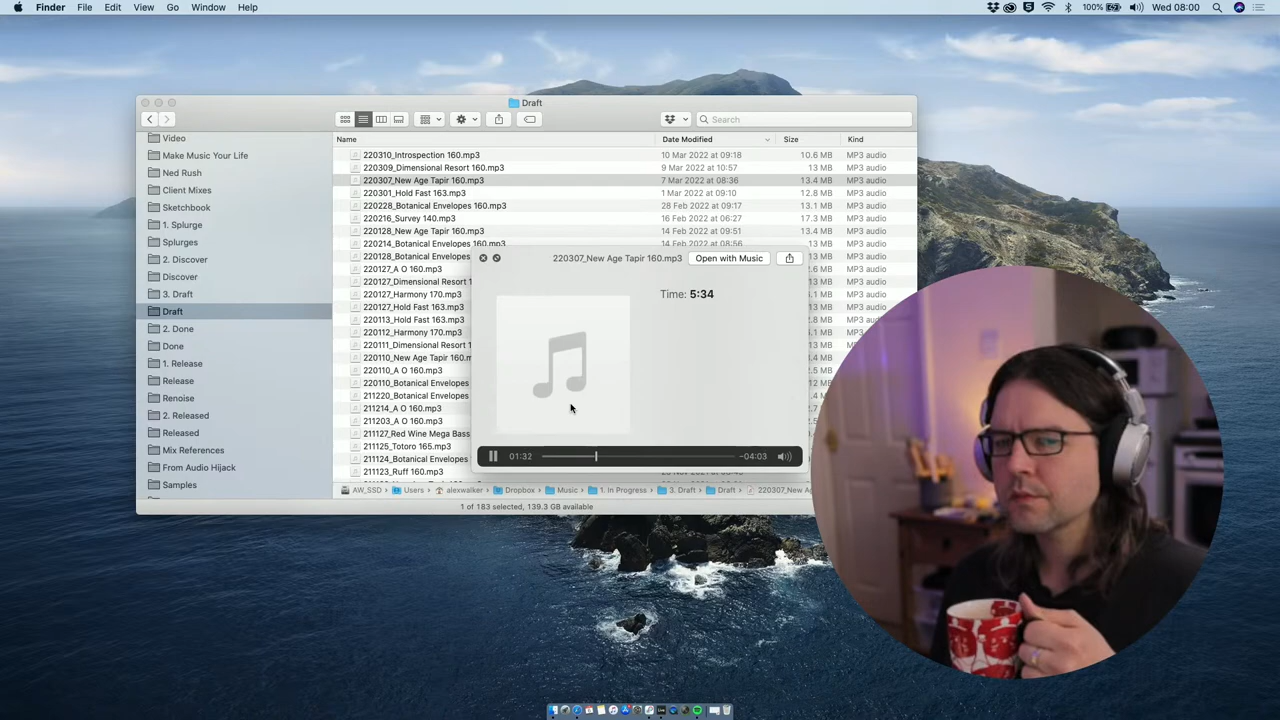 Finder File Edit View Go Window Help
100% Wed 08:00
Draft
Search
Name Date Modified Size Kind
Video
Make Music Your Life
Ned Rush
Client Mixes
Sketchbook
1. Splurge
Splurges
2. Discover
Discover
3. Draft
Draft
2. Done
Done
1. Release
Release
Renoise
2. Released
Released
Mix References
From Audio Hijack
Samples
220310_Introspection 160.mp3 10 Mar 2022 at 09:18 10.6 MB MP3 audio
220309_Dimensional Resort 160.mp3 9 Mar 2022 at 10:57 13 MB MP3 audio
220307_New Age Tapir 160.mp3 7 Mar 2022 at 08:36 13.4 MB MP3 audio
220301_Hold Fast 163.mp3 1 Mar 2022 at 09:10 12.8 MB MP3 audio
220228_Botanical Envelopes 160.mp3 28 Feb 2022 at 09:17 13.1 MB MP3 audio
220216_Survey 140.mp3 16 Feb 2022 at 06:27 17.3 MB MP3 audio
220128_New Age Tapir 160.mp3 14 Feb 2022 at 09:51 13 MB MP3 audio
220214_Botanical Envelopes 160.mp3 14 Feb 2022 at 08:56 MP3 audio
220128_Botanical Envelopes
220127_A O 160.mp3
220127_Dimensional Resort 1
220127_Harmony 170.mp3
220127_Hold Fast 163.mp3
220113_Hold Fast 163.mp3
220112_Harmony 170.mp3
220111_Dimensional Resort 1
220110_New Age Tapir 160.m
220110_A O 160.mp3
220110_Botanical Envelopes
211220_Botanical Envelopes
211214_A O 160.mp3
211203_A O 160.mp3
211127_Red Wine Mega Bass
211125_Totoro 165.mp3
211124_Botanical Envelopes
211123_Ruff 160.mp3
220307_New Age Tapir 160.mp3 Open with Music
Time: 5:34
01:32 -04:03
AW_SSD Users alexwalker Dropbox Music 1. In Progress 3. Draft Draft 220307_New Ag
1 of 183 selected, 139.3 GB available